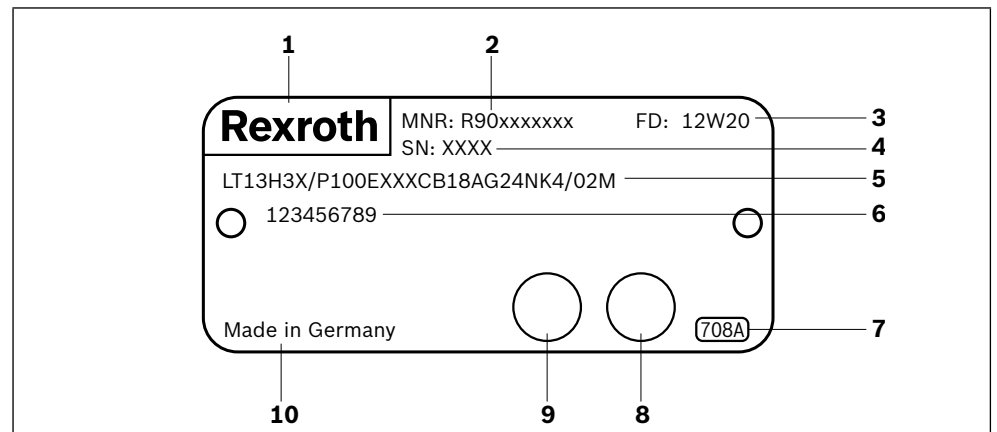 1 2
Rexroth MNR: R90xxxxxxx FD: 12W20 3
SN: XXXX 4
LT13H3X/P100EXXXCB18AG24NK4/02M 5
123456789 6
Made in Germany 708A 7
10 9 8